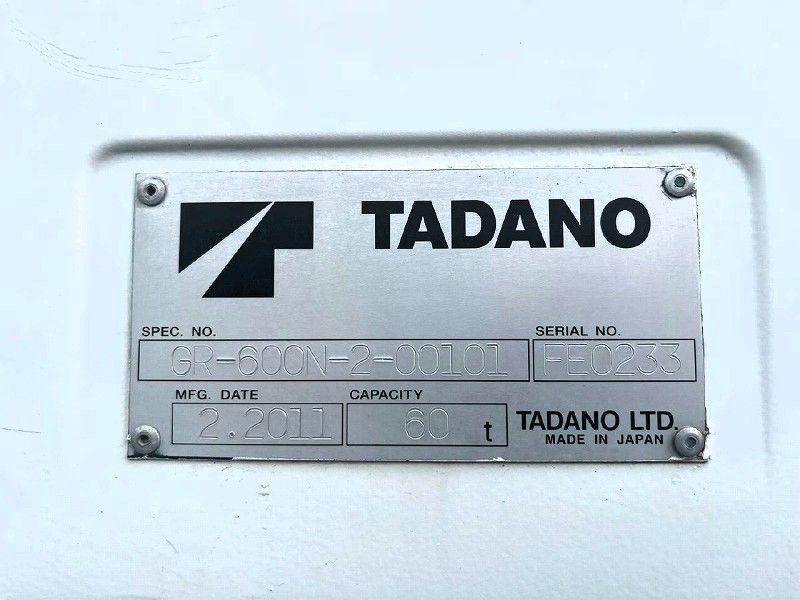 TADANO
SPEC. NO. SERIAL NO.
GR-600N-2-00101 FE0233
MFG. DATE CAPACITY
2.2011 60 t
TADANO LTD.
MADE IN JAPAN